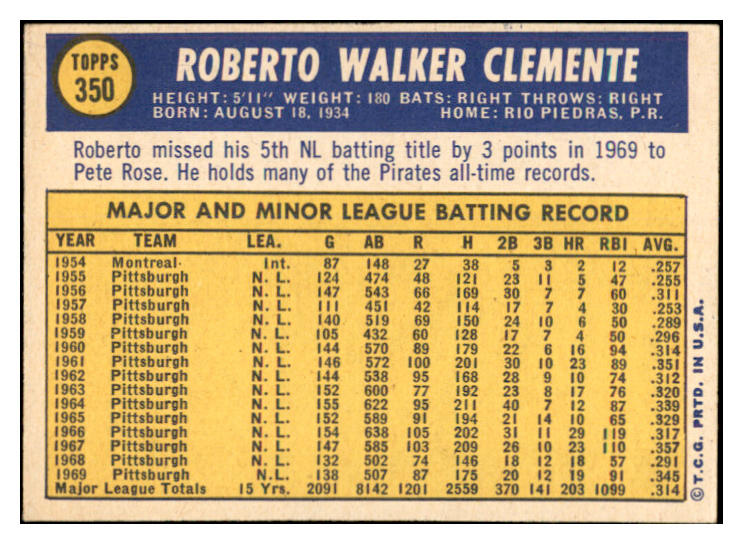 TOPPS
350
ROBERTO WALKER CLEMENTE
HEIGHT: 5'11" WEIGHT: 180 BATS: RIGHT THROWS: RIGHT
BORN: AUGUST 18, 1934 HOME: RIO PIEDRAS, P.R.
Roberto missed his 5th NL batting title by 3 points in 1969 to
Pete Rose. He holds many of the Pirates all-time records.
MAJOR AND MINOR LEAGUE BATTING RECORD
YEAR TEAM LEA. G AB R H 2B 3B HR RBI AVG.
1954 Montreal Int. 87 148 27 38 5 3 2 12 .257
1955 Pittsburgh N. L. 124 474 48 121 23 11 5 47 .255
1956 Pittsburgh N. L. 147 543 66 169 30 7 7 60 .311
1957 Pittsburgh N. L. 111 451 42 114 17 7 4 30 .253
1958 Pittsburgh N. L. 140 519 69 150 24 10 6 50 .289
1959 Pittsburgh N. L. 105 432 60 128 17 7 4 50 .296
1960 Pittsburgh N. L. 144 570 89 179 22 6 16 94 .314
1961 Pittsburgh N. L. 146 572 100 201 30 10 23 89 .351
1962 Pittsburgh N. L. 144 538 95 168 28 9 10 74 .312
1963 Pittsburgh N. L. 152 600 77 192 23 8 17 76 .320
1964 Pittsburgh N. L. 155 622 95 211 40 7 12 87 .339
1965 Pittsburgh N. L. 152 589 91 194 21 14 10 65 .329
1966 Pittsburgh N. L. 154 638 105 202 31 11 29 119 .317
1967 Pittsburgh N. L. 147 585 103 209 26 10 23 110 .357
1968 Pittsburgh N. L. 132 502 74 146 18 12 18 57 .291
1969 Pittsburgh N.L. 138 507 87 175 20 12 19 91 .345
Major League Totals 15 Yrs. 2091 8142 1201 2559 370 141 203 1099 .314
©T.C.G. PRTD. IN U.S.A.